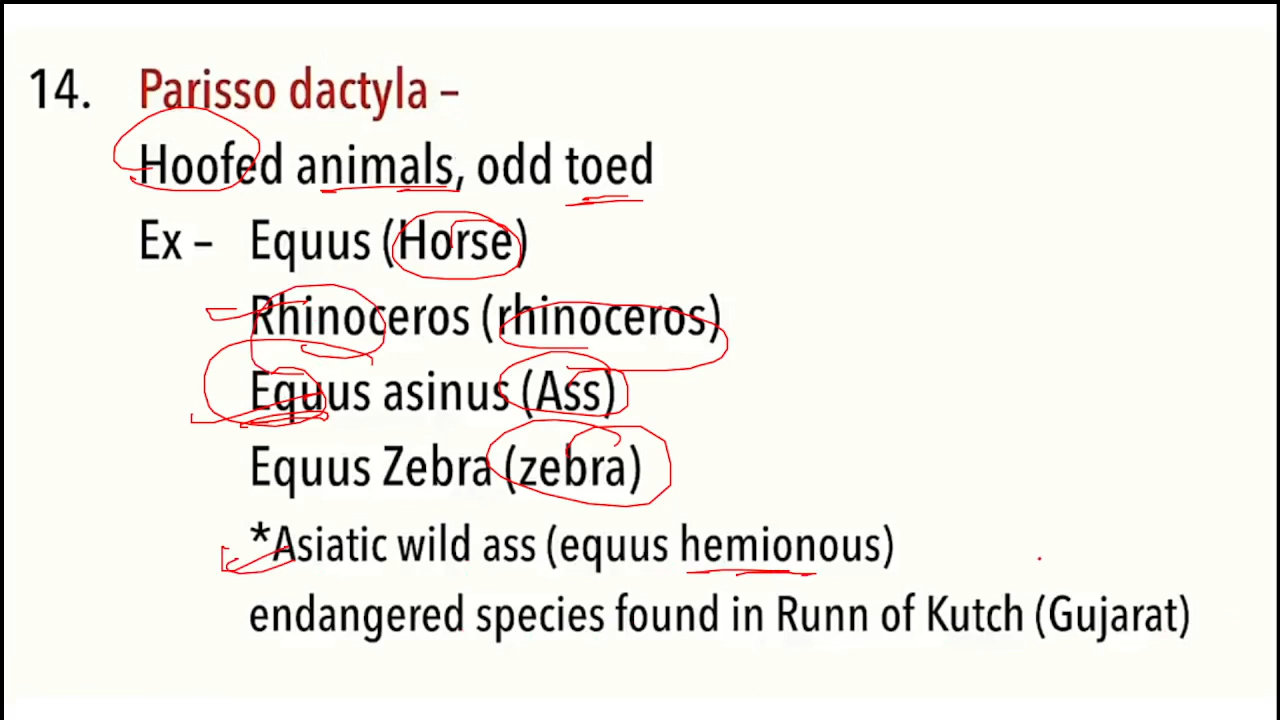 14. Parisso dactyla –
Hoofed animals, odd toed
Ex – Equus (Horse)
Rhinoceros (rhinoceros)
Equus asinus (Ass)
Equus Zebra (zebra)
*Asiatic wild ass (equus hemionous)
endangered species found in Runn of Kutch (Gujarat)